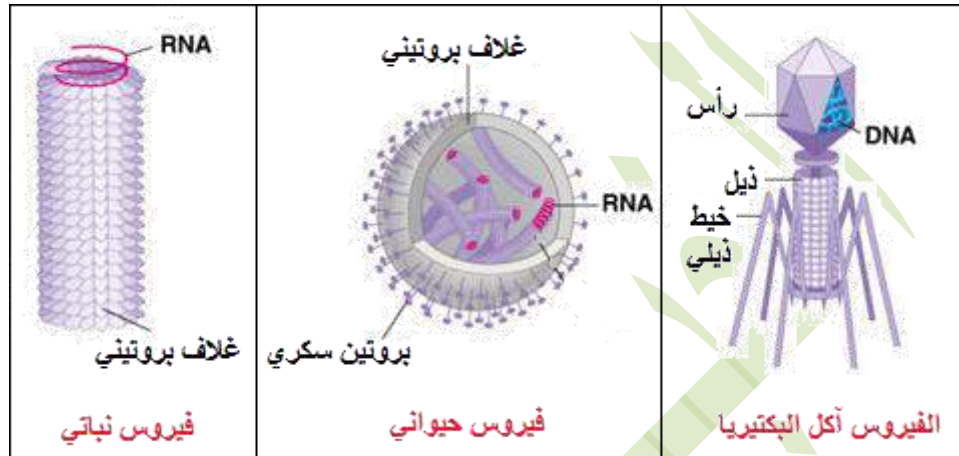 رأس
DNA
ذيل
خيط
ذيلي
الفيروس آكل البكتيريا
غلاف بروتيني
RNA
بروتين سكري
فيروس حيواني
RNA
غلاف بروتيني
فيروس نباتي